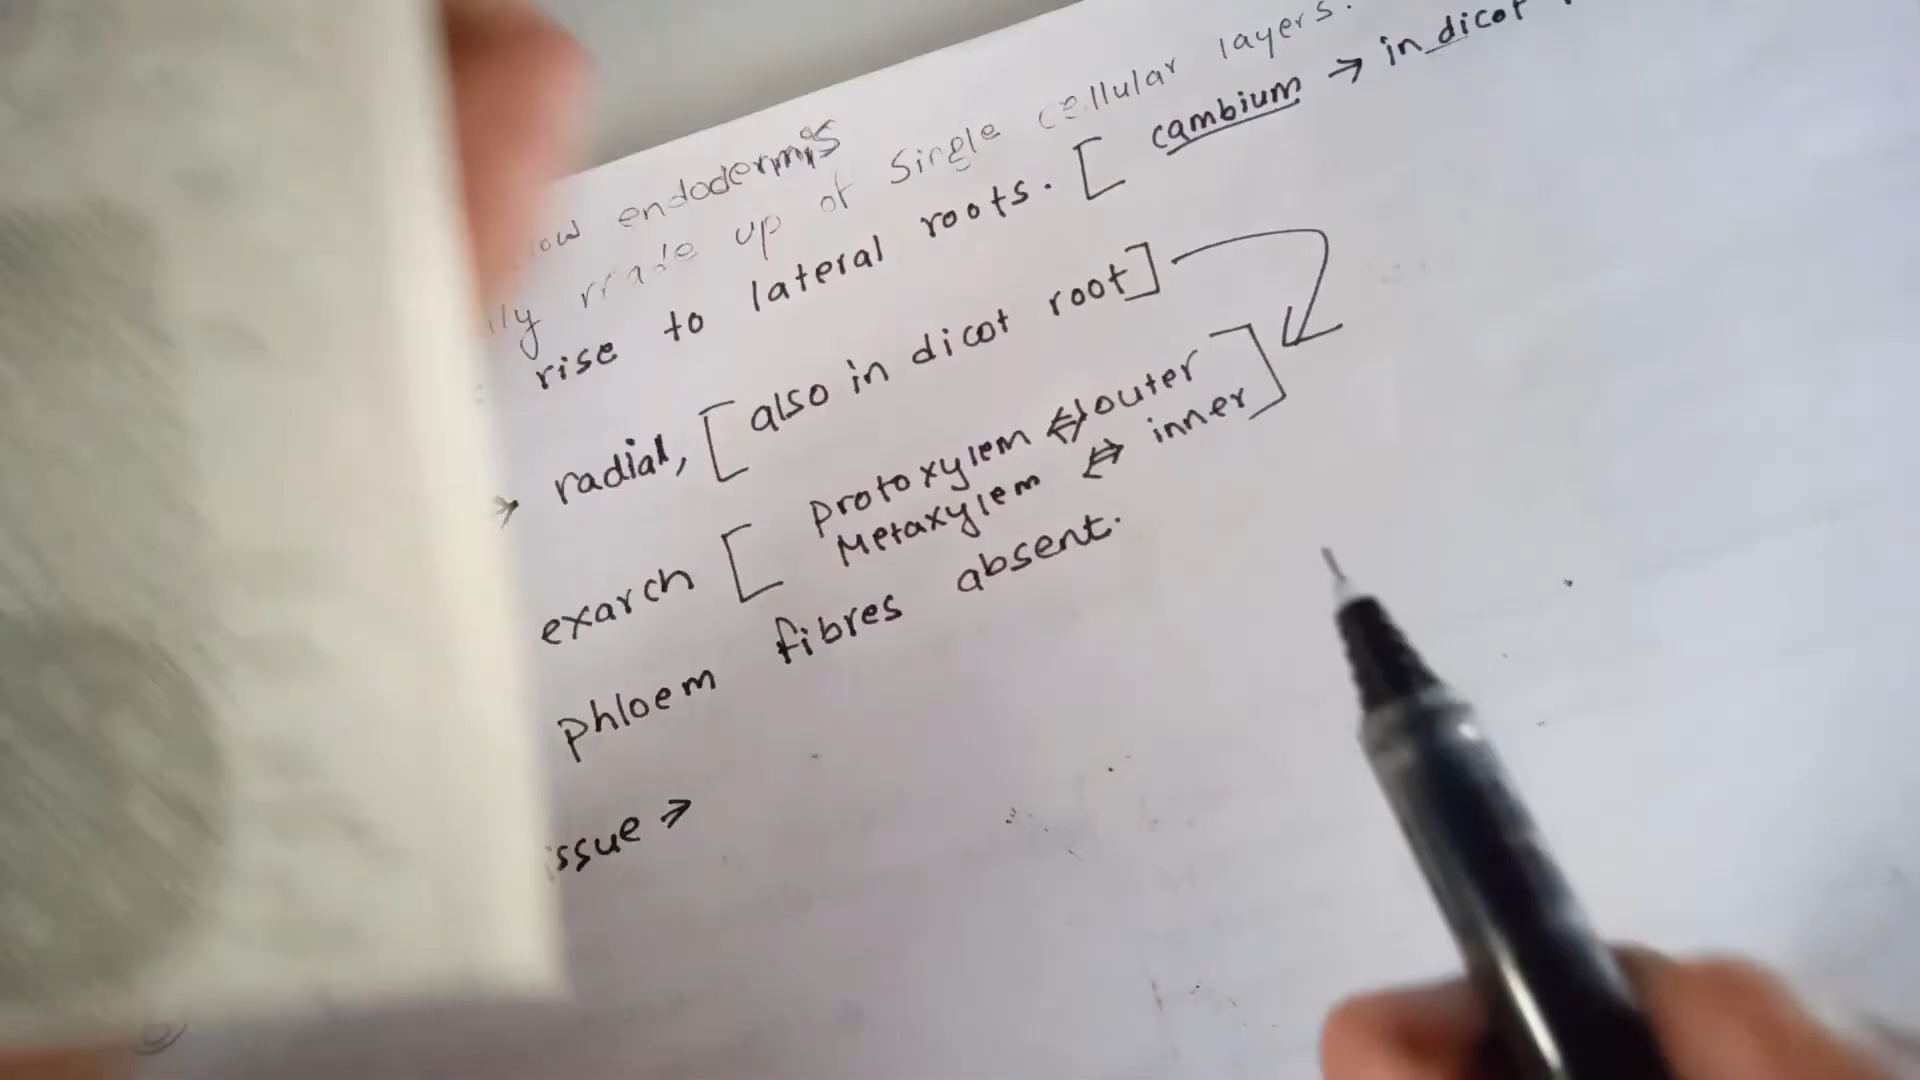 endodermis
made up of single cellular layers.
rise to lateral roots. [ cambium → in dicot
→ radial, [also in dicot root]
exarch [ Protoxylem ⇔ outer ]
Metaxylem ⇔ inner
phloem fibres absent.
issue →